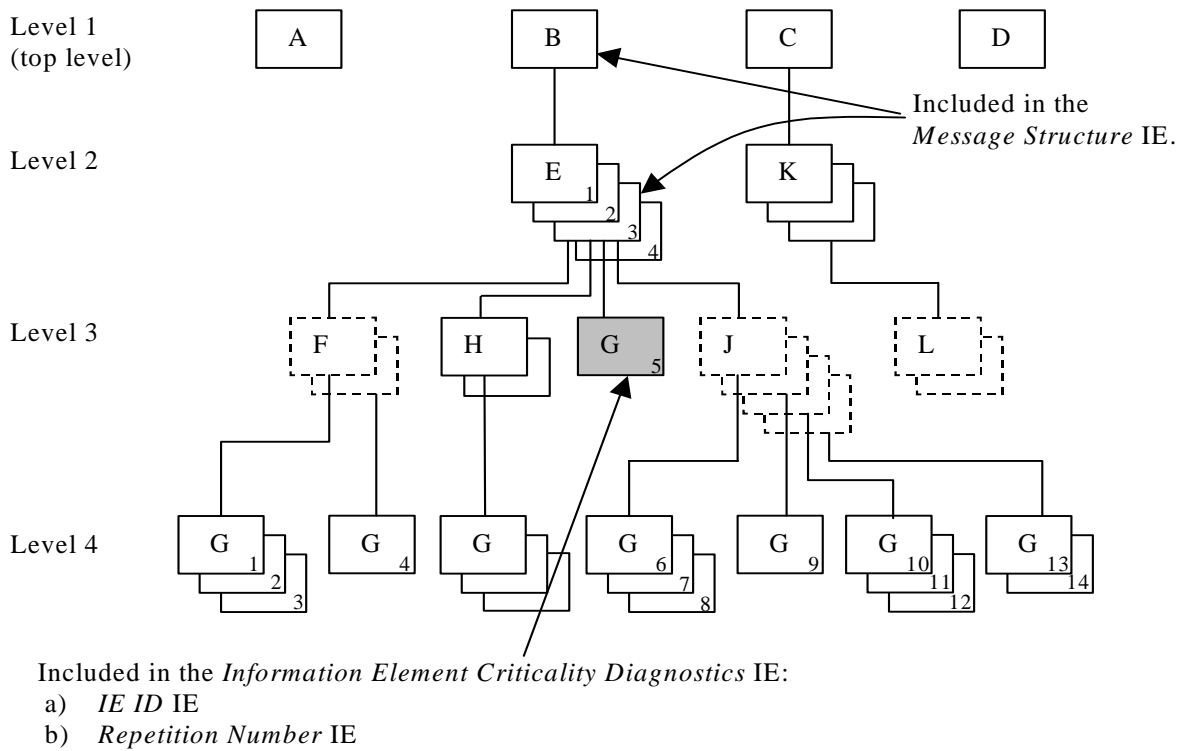 Level 1
(top level)
A
B
C
D
Included in the
Message Structure IE.
Level 2
E
1
2
3
4
K
Level 3
F
H
G
5
J
L
Level 4
G
1
2
3
G
4
G
G
6
7
8
G
9
G
10
11
12
G
13
14
Included in the Information Element Criticality Diagnostics IE:
a) IE ID IE
b) Repetition Number IE